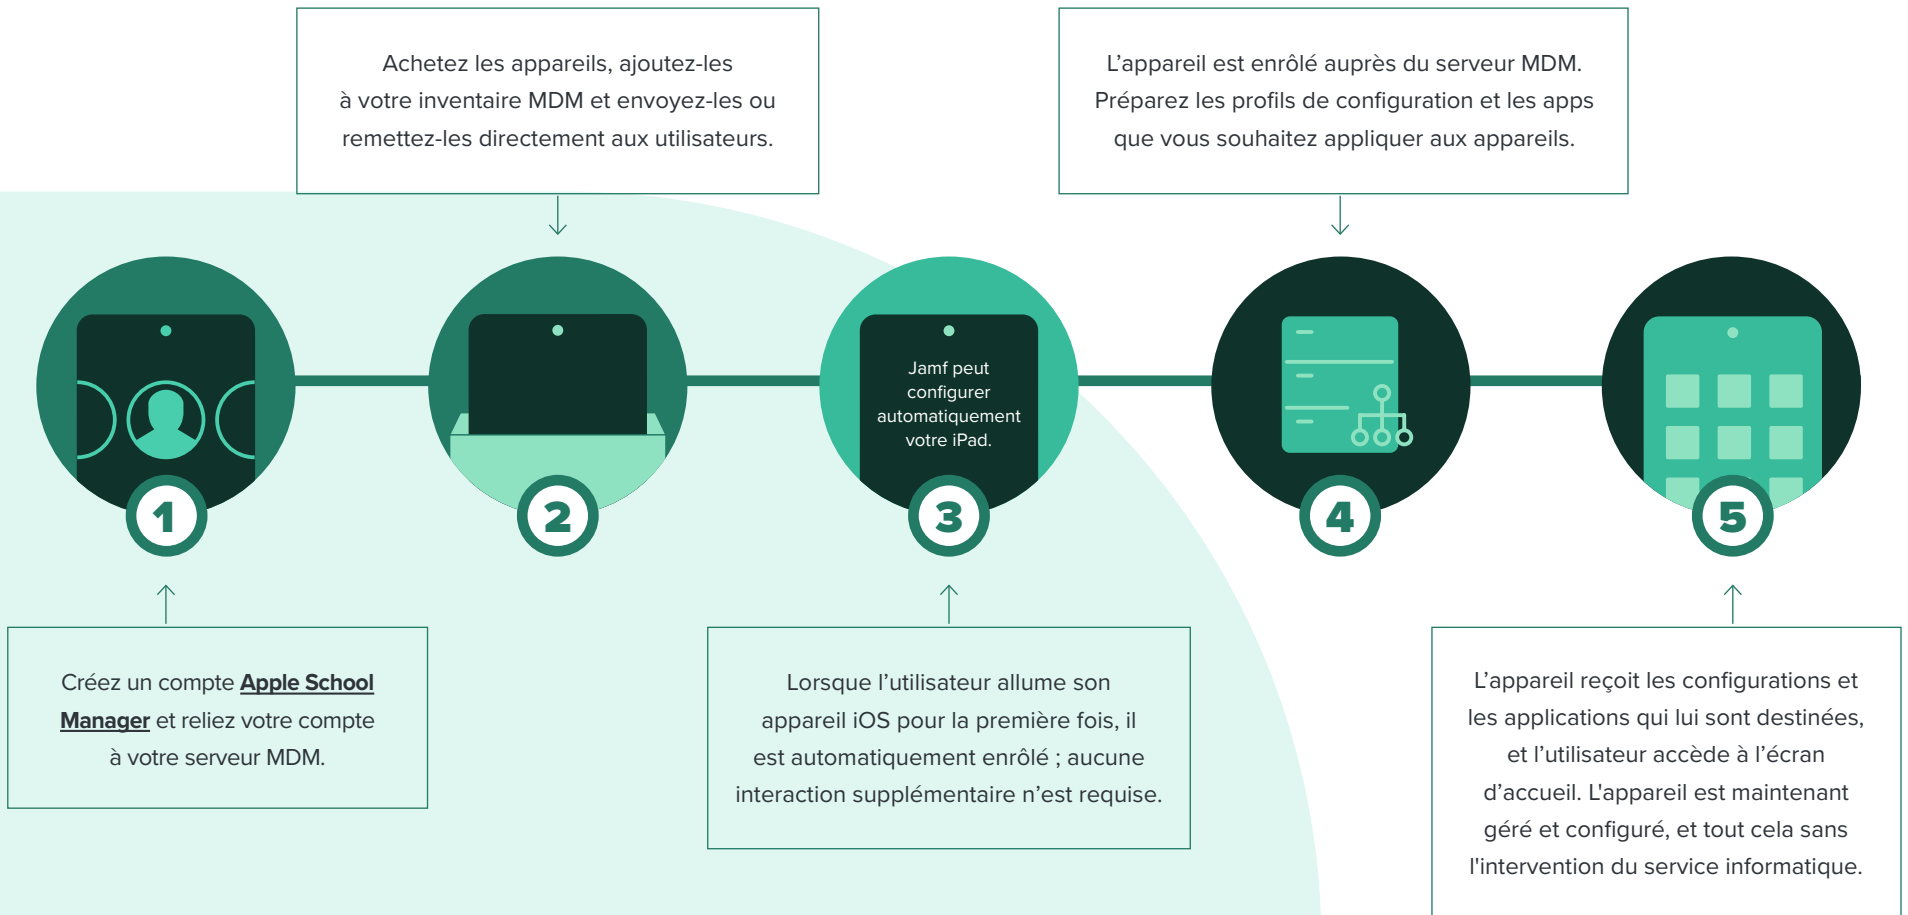 Achetez les appareils, ajoutez-les
à votre inventaire MDM et envoyez-les ou
remettez-les directement aux utilisateurs.
L’appareil est enrôlé auprès du serveur MDM.
Préparez les profils de configuration et les apps
que vous souhaitez appliquer aux appareils.
Jamf peut
configurer
automatiquement
votre iPad.
1
2
3
4
5
Créez un compte Apple School
Manager et reliez votre compte
à votre serveur MDM.
Lorsque l’utilisateur allume son
appareil iOS pour la première fois, il
est automatiquement enrôlé ; aucune
interaction supplémentaire n’est requise.
L’appareil reçoit les configurations et
les applications qui lui sont destinées,
et l’utilisateur accède à l’écran
d’accueil. L'appareil est maintenant
géré et configuré, et tout cela sans
l'intervention du service informatique.